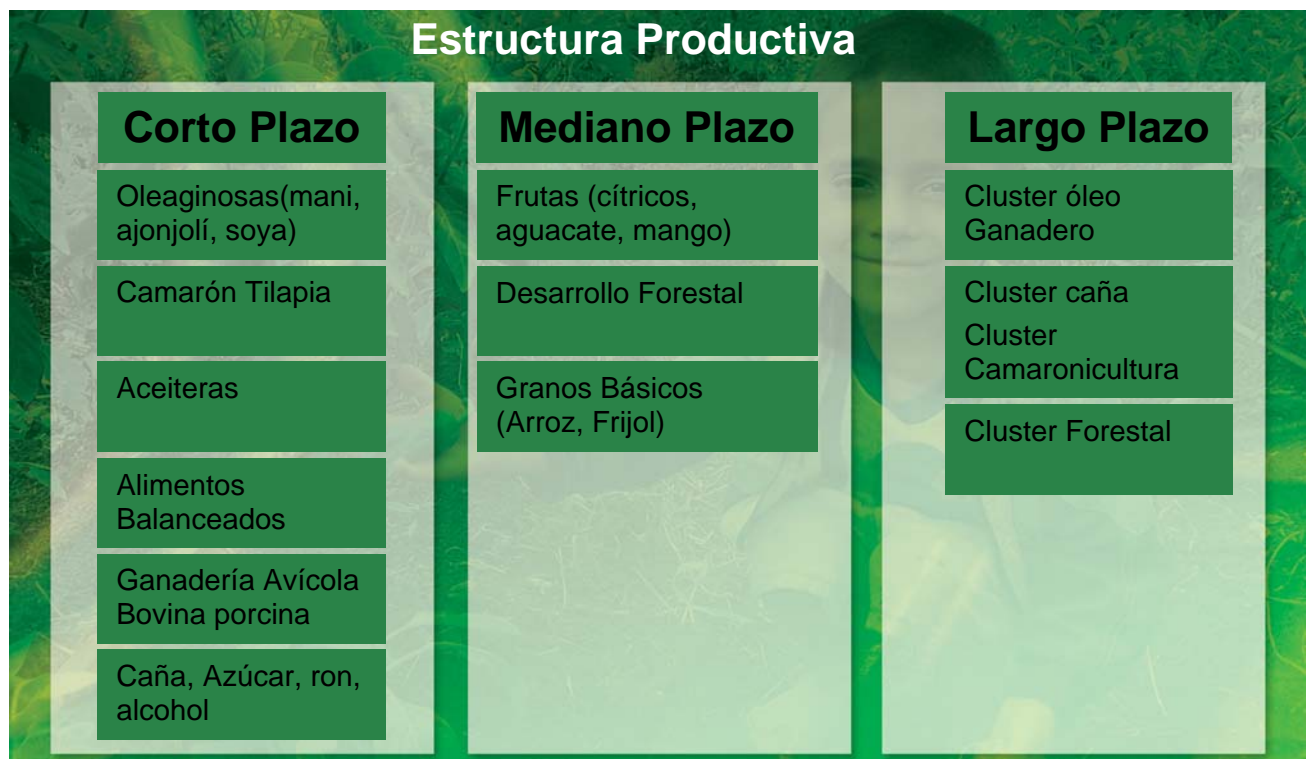 Estructura Productiva
Corto Plazo
Oleaginosas(mani,
ajonjolí, soya)
Camarón Tilapia
Aceiteras
Alimentos
Balanceados
Ganadería Avícola
Bovina porcina
Caña, Azúcar, ron,
alcohol
Mediano Plazo
Frutas (cítricos,
aguacate, mango)
Desarrollo Forestal
Granos Básicos
(Arroz, Frijol)
Largo Plazo
Cluster óleo
Ganadero
Cluster caña
Cluster
Camaronicultura
Cluster Forestal